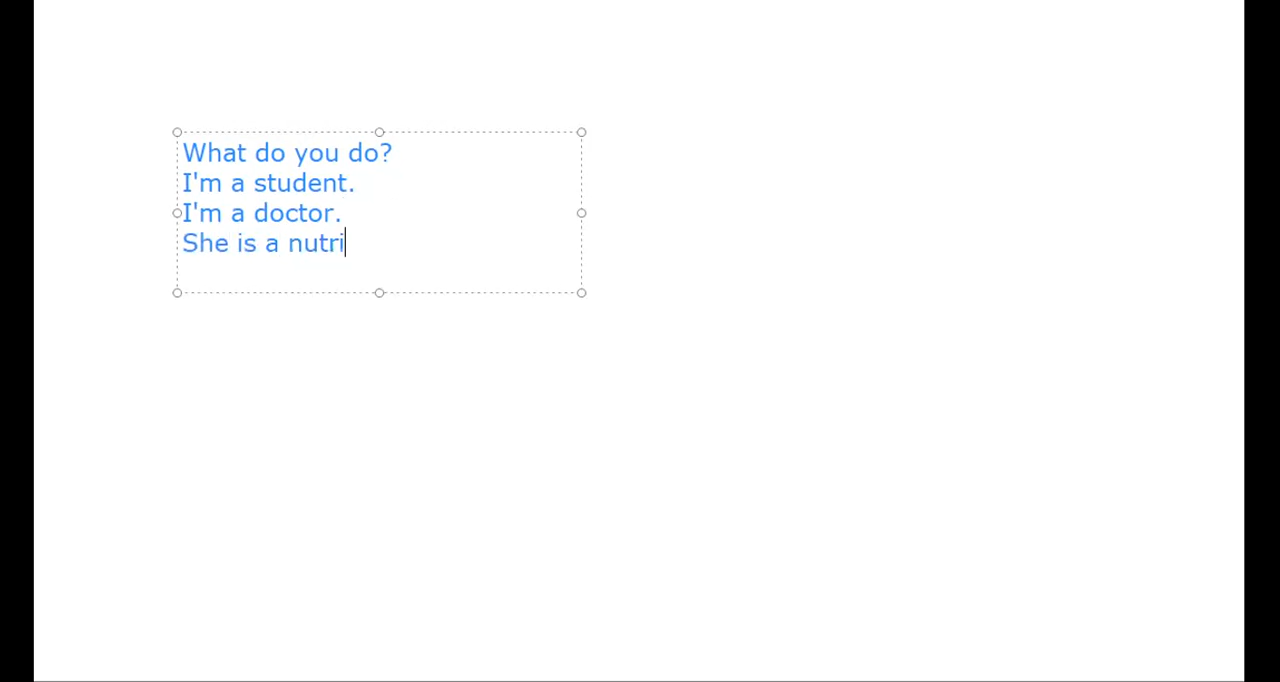 What do you do?
I'm a student.
I'm a doctor.
She is a nutri